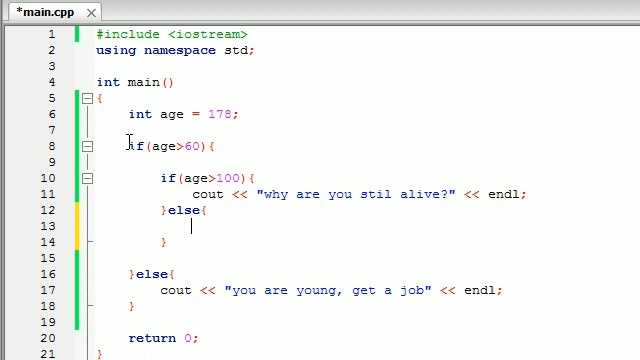 *main.cpp
1 #include <iostream>
2 using namespace std;
3
4 int main()
5 {
6 int age = 178;
7
8 if(age>60){
9
10 if(age>100){
11 cout << "why are you stil alive?" << endl;
12 }else{
13
14 }
15
16 }else{
17 cout << "you are young, get a job" << endl;
18 }
19
20 return 0;
21 }